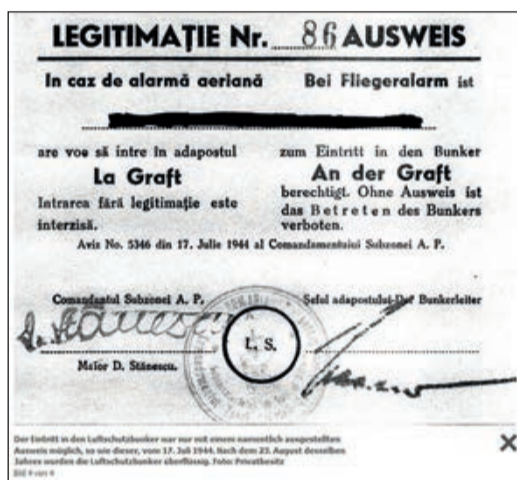 LEGITIMAȚIE Nr. 86 AUSWEIS
In caz de alarmă aeriană
Bei Fliegeralarm ist
are voe să intre în adapostul
La Graft
Intrarea fără legitimație este
interzisă.
zum Eintritt in den Bunker
An der Graft
berechtigt. Ohne Ausweis ist
das Betreten des Bunkers
verboten.
Aviz No. 5346 din 17. Julie 1944 al Comandamentului Subzonei A. P.
Comandantul Subzonei A. P.
Șeful adapostului-Der Bunkerleiter
L. S.
Maior D. Stănescu.
Der Eintritt in den Luftschutzbunker war nur mit einem namentlich ausgestellten
Ausweis möglich, so wie dieser, vom 17. Juli 1944. Nach dem 23. August desselben
Jahres wurden die Luftschutzbunker überflüssig. Foto: Privatbesitz
Bild 4 von 4